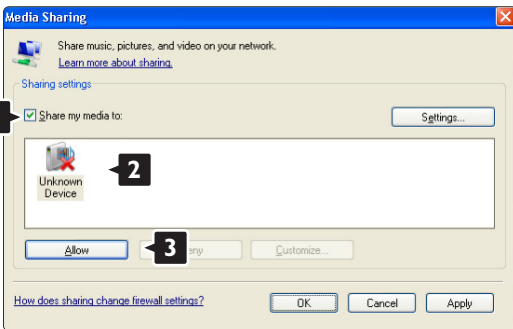 Media Sharing
Share music, pictures, and video on your network.
Learn more about sharing.
Sharing settings
Share my media to:
Settings...
2
Unknown
Device
Allow
3
Customize...
How does sharing change firewall settings?
OK
Cancel
Apply